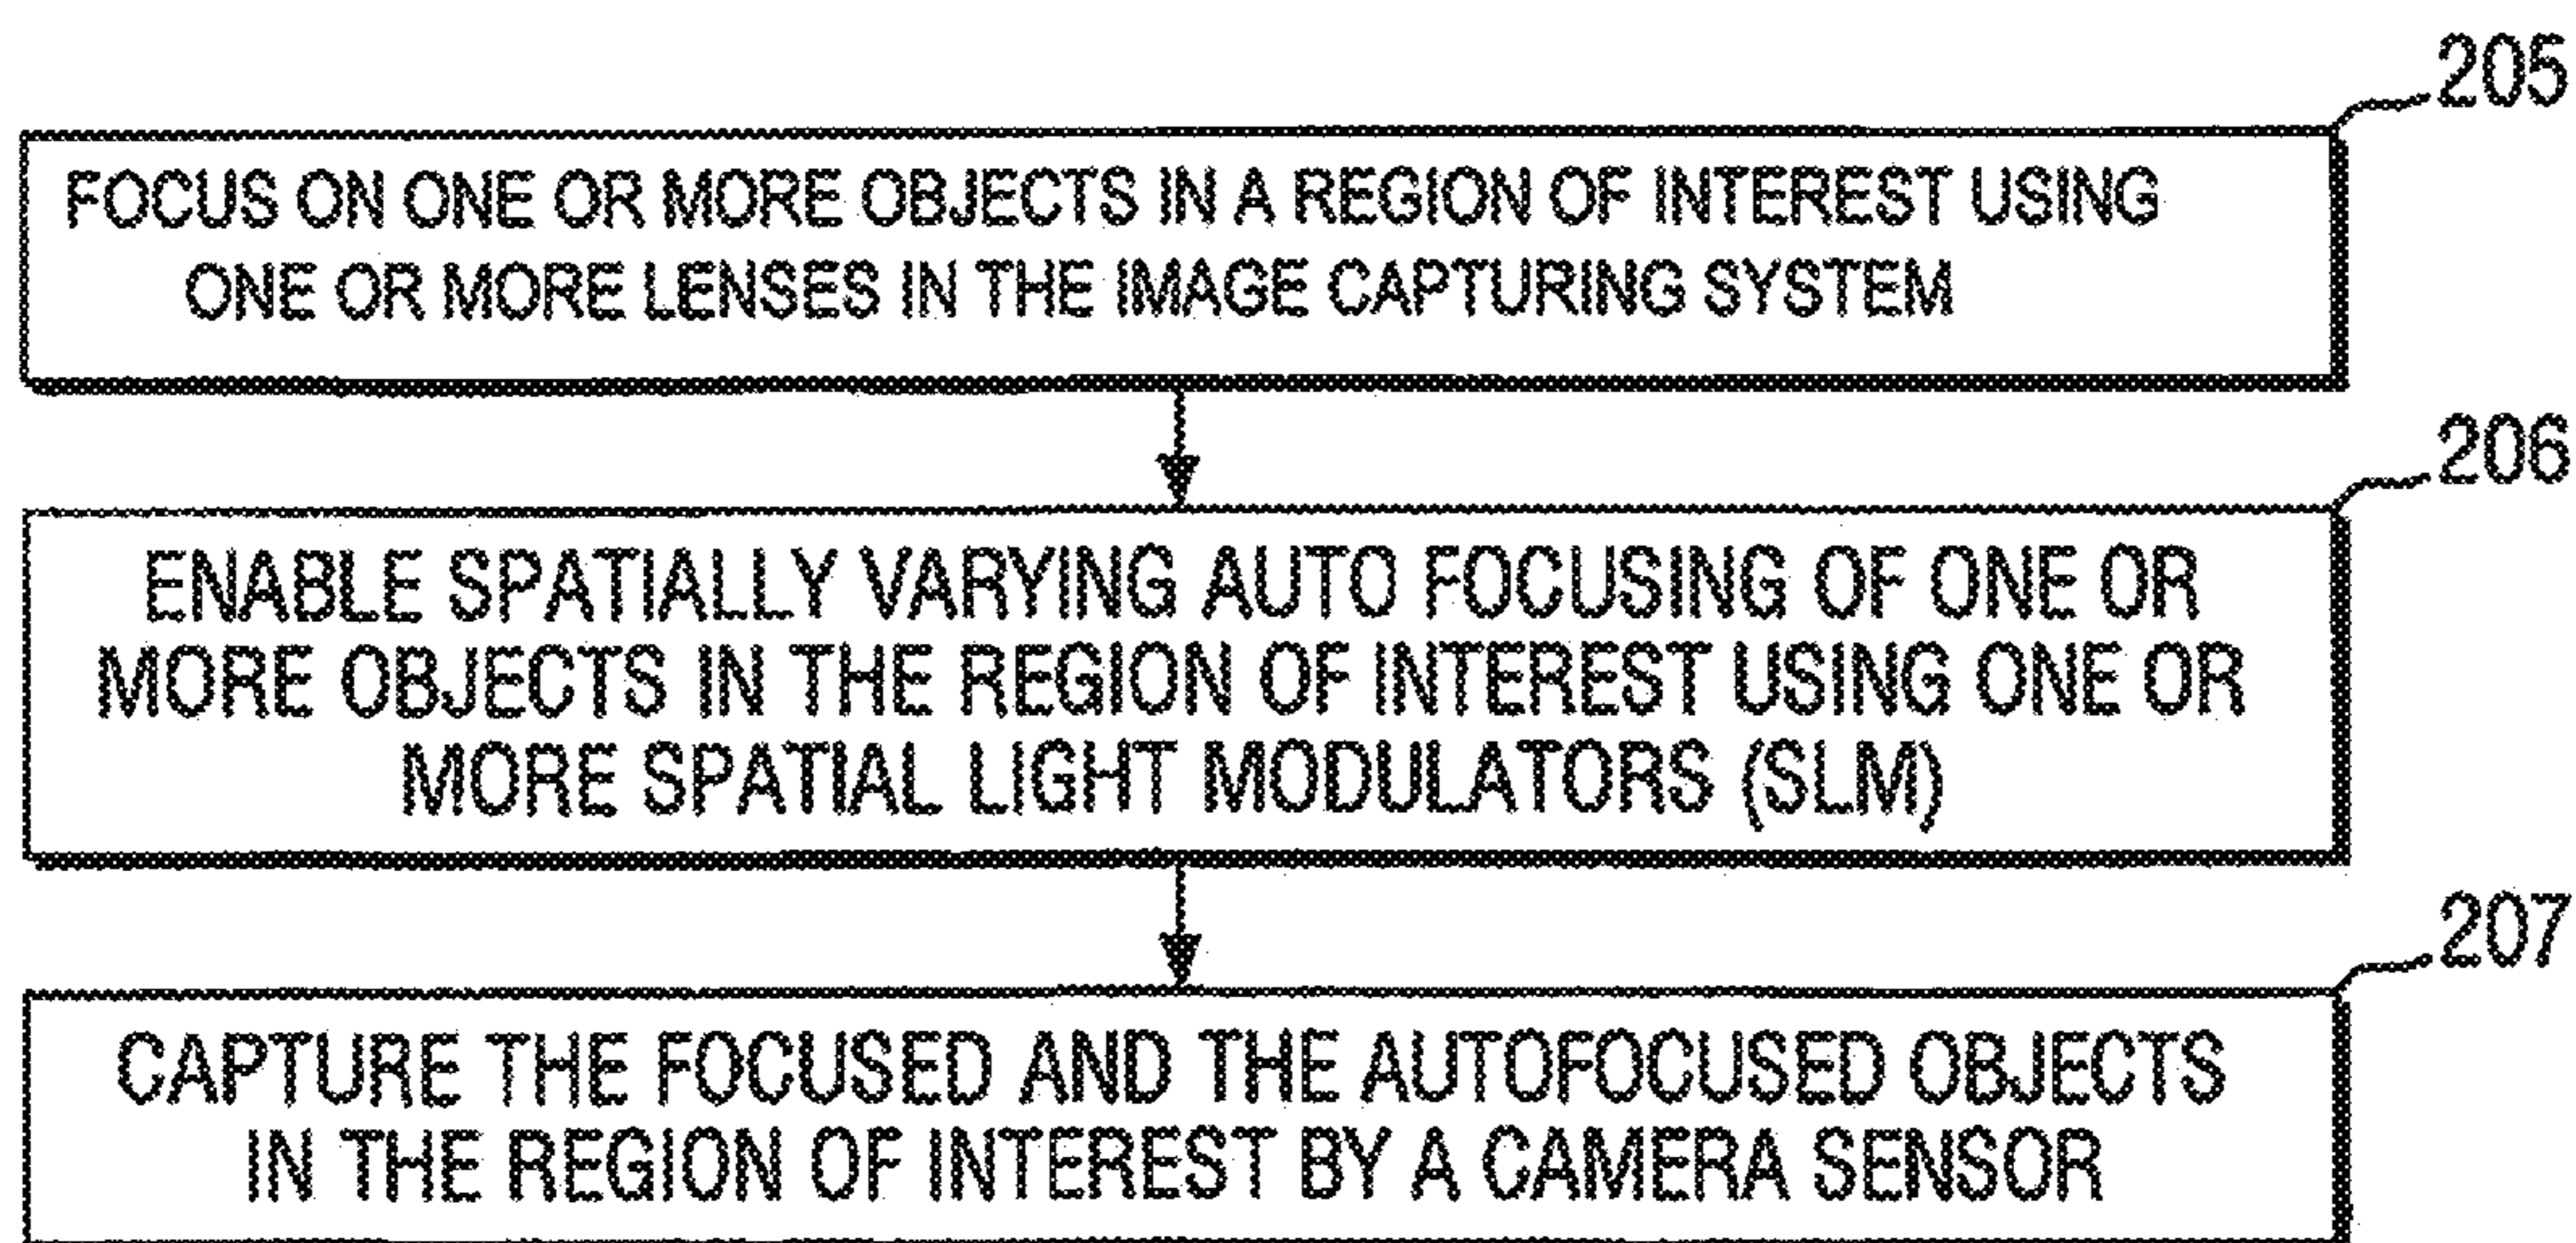 205
FOCUS ON ONE OR MORE OBJECTS IN A REGION OF INTEREST USING
ONE OR MORE LENSES IN THE IMAGE CAPTURING SYSTEM
206
ENABLE SPATIALLY VARYING AUTO FOCUSING OF ONE OR
MORE OBJECTS IN THE REGION OF INTEREST USING ONE OR
MORE SPATIAL LIGHT MODULATORS (SLM)
207
CAPTURE THE FOCUSED AND THE AUTOFOCUSED OBJECTS
IN THE REGION OF INTEREST BY A CAMERA SENSOR